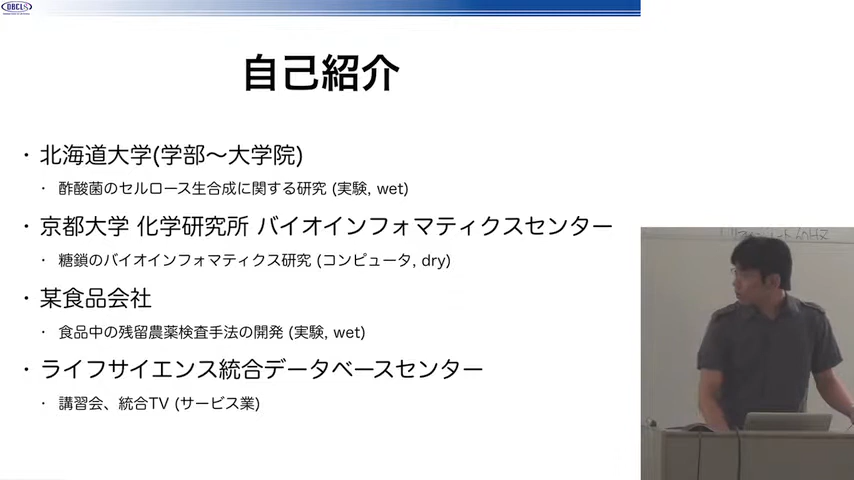 DBCLS
自己紹介
・北海道大学(学部〜大学院)
・酢酸菌のセルロース生合成に関する研究 (実験, wet)
・京都大学 化学研究所 バイオインフォマティクスセンター
・糖鎖のバイオインフォマティクス研究 (コンピュータ, dry)
・某食品会社
・食品中の残留農薬検査手法の開発 (実験, wet)
・ライフサイエンス統合データベースセンター
・講習会、統合TV (サービス業)